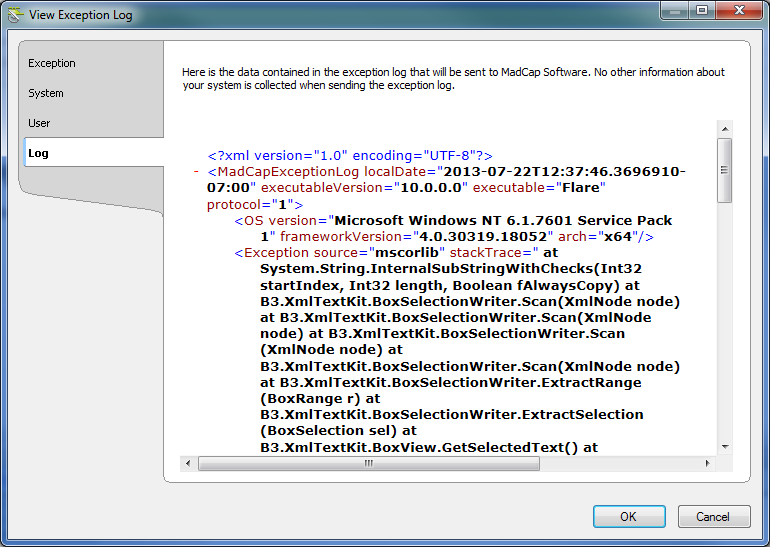 View Exception Log
Exception
System
User
Log
Here is the data contained in the exception log that will be sent to MadCap Software. No other information about
your system is collected when sending the exception log.
<?xml version="1.0" encoding="UTF-8"?>
- <MadCapExceptionLog localDate="2013-07-22T12:37:46.3696910-
07:00" executableVersion="10.0.0.0" executable="Flare"
protocol="1">
<OS version="Microsoft Windows NT 6.1.7601 Service Pack
1" frameworkVersion="4.0.30319.18052" arch="x64"/>
<Exception source="mscorlib" stackTrace=" at
System.String.InternalSubStringWithChecks(Int32
startIndex, Int32 length, Boolean fAlwaysCopy) at
B3.XmlTextKit.BoxSelectionWriter.Scan(XmlNode node)
at B3.XmlTextKit.BoxSelectionWriter.Scan(XmlNode
node) at B3.XmlTextKit.BoxSelectionWriter.Scan
(XmlNode node) at
B3.XmlTextKit.BoxSelectionWriter.Scan(XmlNode node)
at B3.XmlTextKit.BoxSelectionWriter.ExtractRange
(BoxRange r) at
B3.XmlTextKit.BoxSelectionWriter.ExtractSelection
(BoxSelection sel) at
B3.XmlTextKit.BoxView.GetSelectedText() at
OK
Cancel